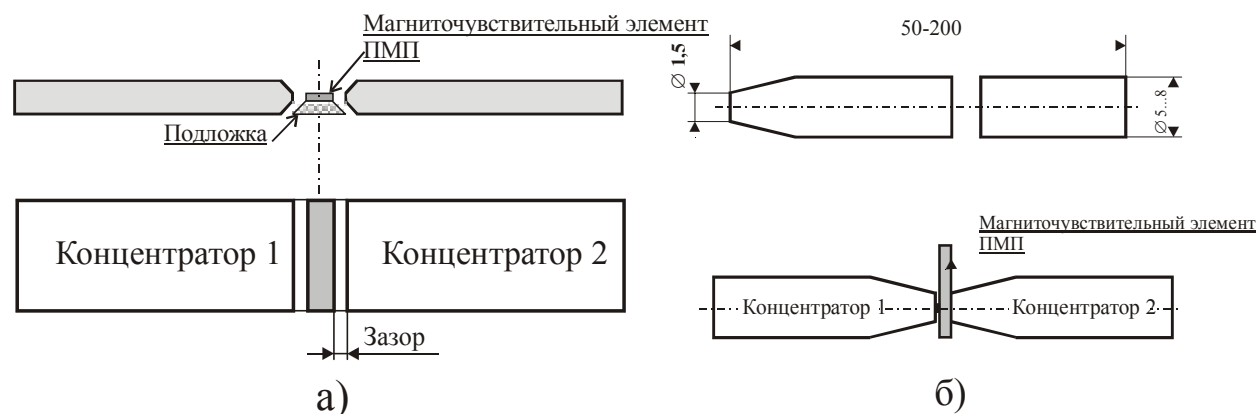 Магниточувствительный элемент
ПМП
Подложка
Концентратор 1
Концентратор 2
Зазор
а)
50-200
∅ 1,5
∅ 5...8
Магниточувствительный элемент
ПМП
Концентратор 1
Концентратор 2
б)